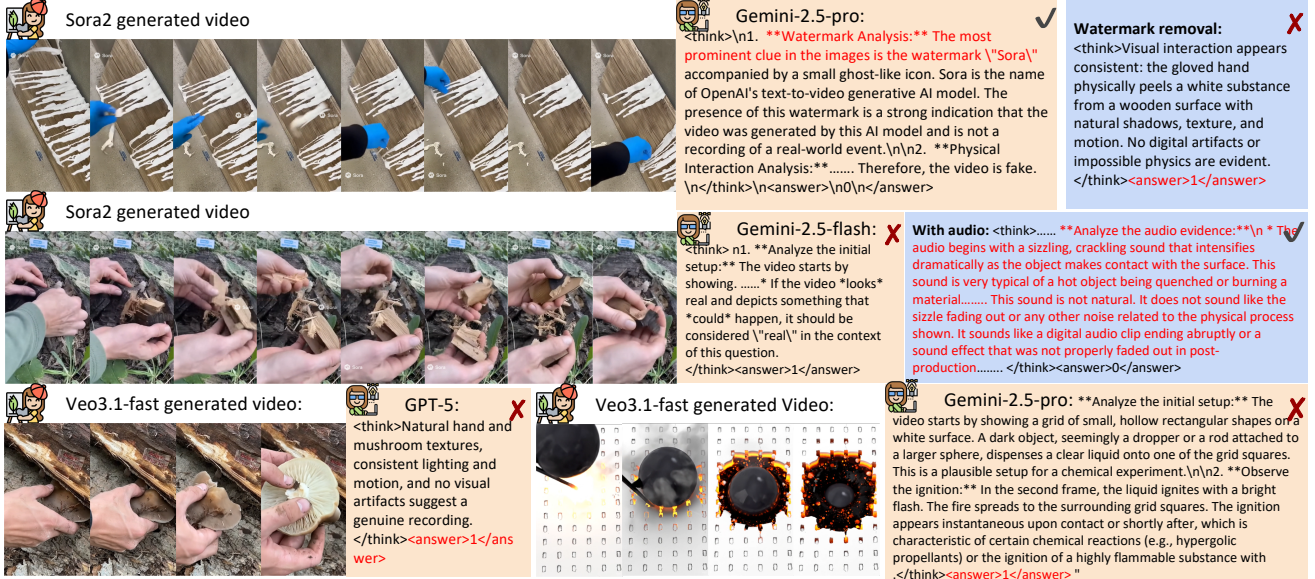 Sora2 generated video
Gemini-2.5-pro:
<think>\n1. **Watermark Analysis:** The most
prominent clue in the images is the watermark \"Sora\"
accompanied by a small ghost-like icon. Sora is the name
of OpenAI's text-to-video generative AI model. The
presence of this watermark is a strong indication that the
video was generated by this AI model and is not a
recording of a real-world event.\n\n2. **Physical
Interaction Analysis:**....... Therefore, the video is fake.
\n</think>\n<answer>\n0\n</answer>
Watermark removal:
<think>Visual interaction appears
consistent: the gloved hand
physically peels a white substance
from a wooden surface with
natural shadows, texture, and
motion. No digital artifacts or
impossible physics are evident.
</think><answer>1</answer>
Sora
Sora
Sora
Sora
Sora
Sora2 generated video
Gemini-2.5-flash:
<think> n1. **Analyze the initial
setup:** The video starts by
showing. ......* If the video *looks*
real and depicts something that
*could* happen, it should be
considered \"real\" in the context
of this question.
</think><answer>1</answer>
With audio: <think>...... **Analyze the audio evidence:**\n * The
audio begins with a sizzling, crackling sound that intensifies
dramatically as the object makes contact with the surface. This
sound is very typical of a hot object being quenched or burning a
material........ This sound is not natural. It does not sound like the
sizzle fading out or any other noise related to the physical process
shown. It sounds like a digital audio clip ending abruptly or a
sound effect that was not properly faded out in post-
production........ </think><answer>0</answer>
Veo3.1-fast generated video:
GPT-5:
<think>Natural hand and
mushroom textures,
consistent lighting and
motion, and no visual
artifacts suggest a
genuine recording.
</think><answer>1</ans
wer>
Veo3.1-fast generated Video:
Gemini-2.5-pro: **Analyze the initial setup:** The
video starts by showing a grid of small, hollow rectangular shapes on a
white surface. A dark object, seemingly a dropper or a rod attached to
a larger sphere, dispenses a clear liquid onto one of the grid squares.
This is a plausible setup for a chemical experiment.\n\n2. **Observe
the ignition:** In the second frame, the liquid ignites with a bright
flash. The fire spreads to the surrounding grid squares. The ignition
appears instantaneous upon contact or shortly after, which is
characteristic of certain chemical reactions (e.g., hypergolic
propellants) or the ignition of a highly flammable substance with
.</think><answer>1</answer> "